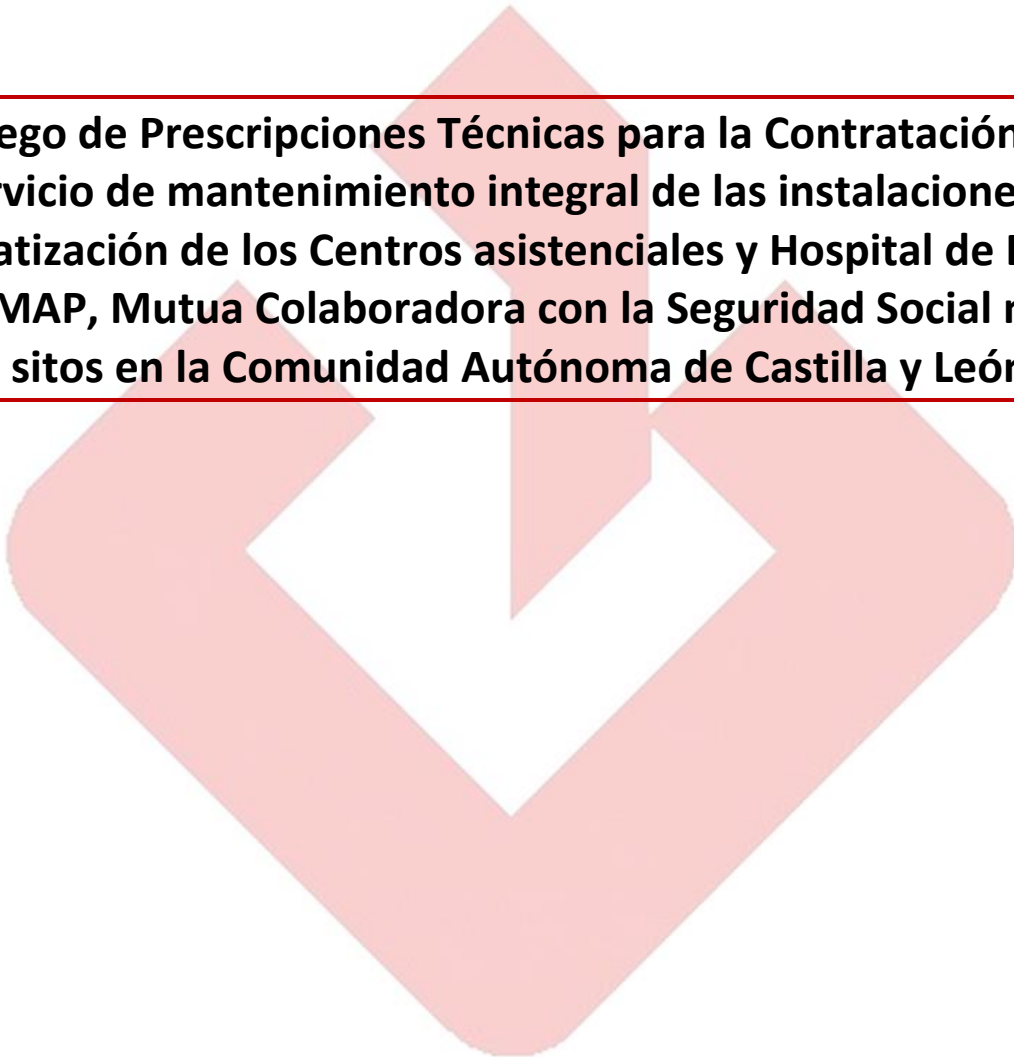 ego de Prescripciones Técnicas para la Contratación
rvicio de mantenimiento integral de las instalacione
atización de los Centros asistenciales y Hospital de
MAP, Mutua Colaboradora con la Seguridad Social
sitos en la Comunidad Autónoma de Castilla y León